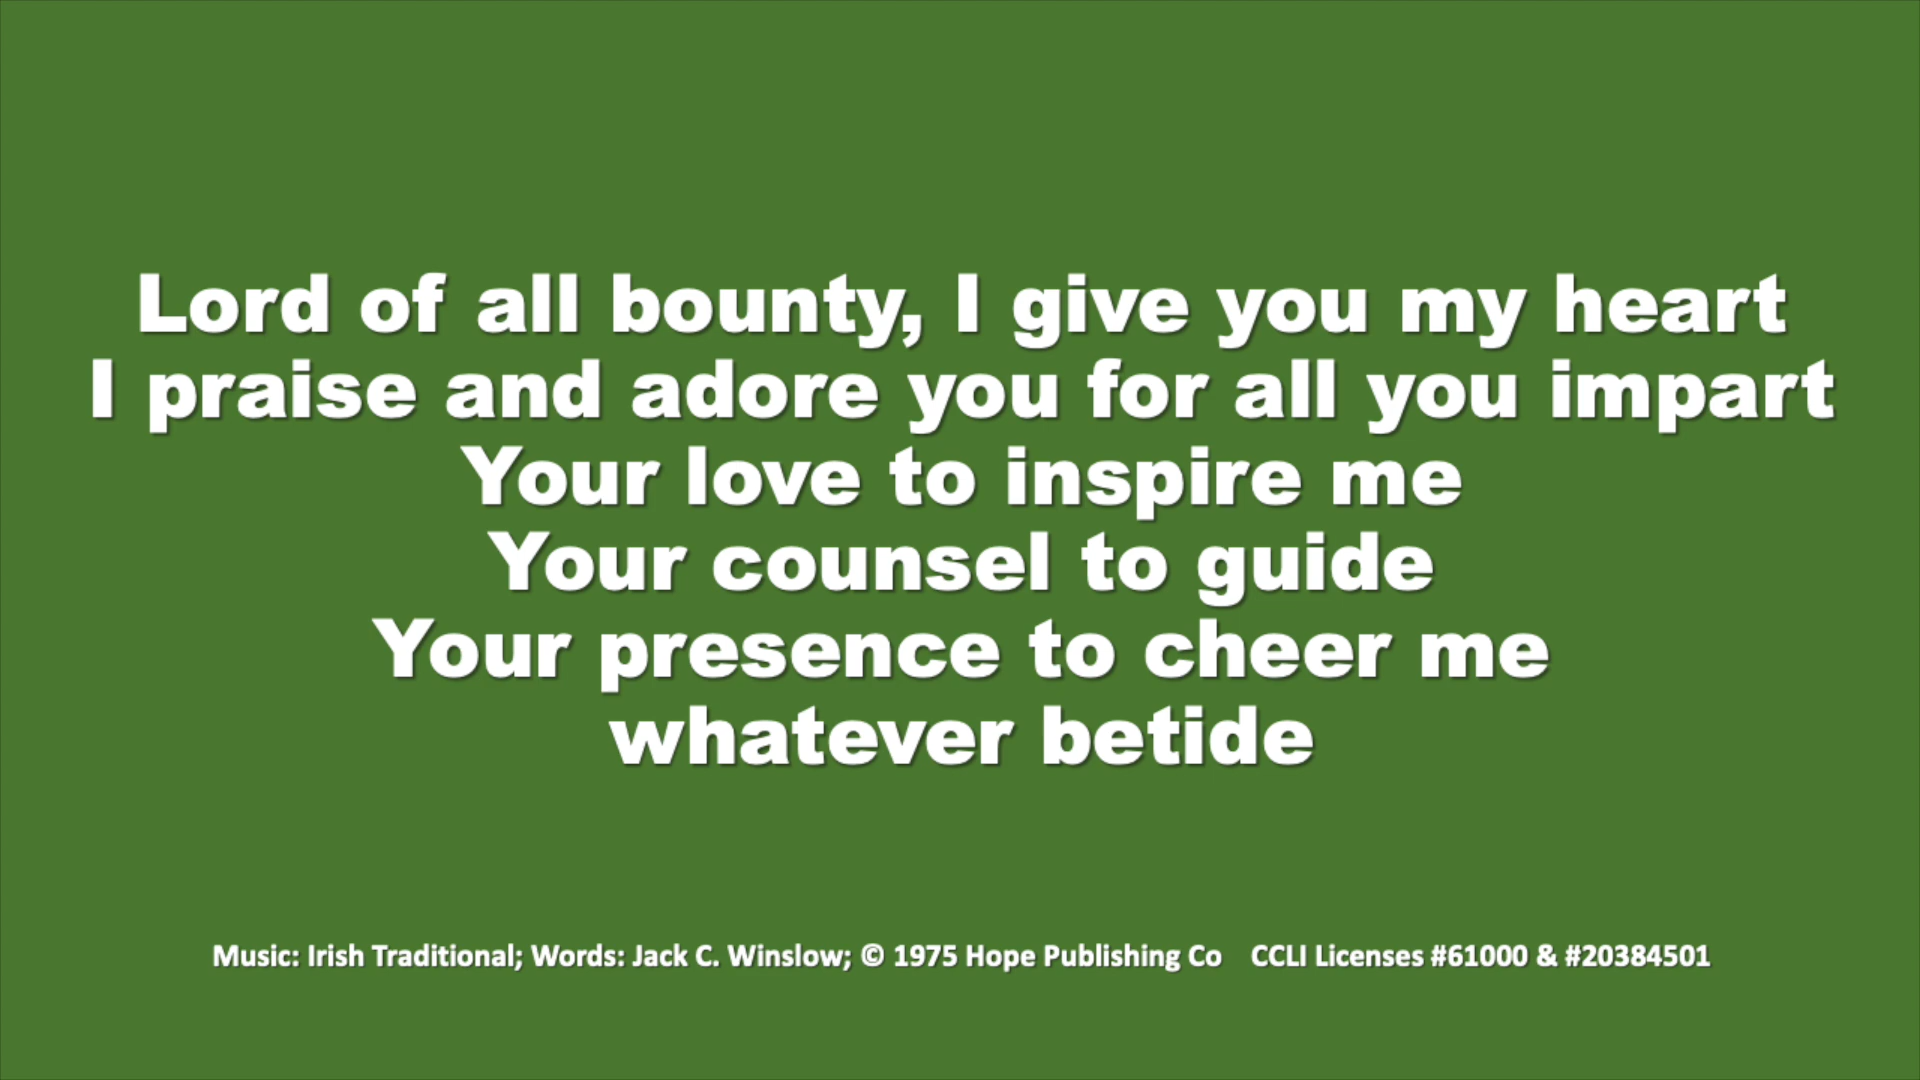 Lord of all bounty, I give you my heart
I praise and adore you for all you impart
Your love to inspire me
Your counsel to guide
Your presence to cheer me
whatever betide
Music: Irish Traditional; Words: Jack C. Winslow; © 1975 Hope Publishing Co CCLI Licenses #61000 & #20384501